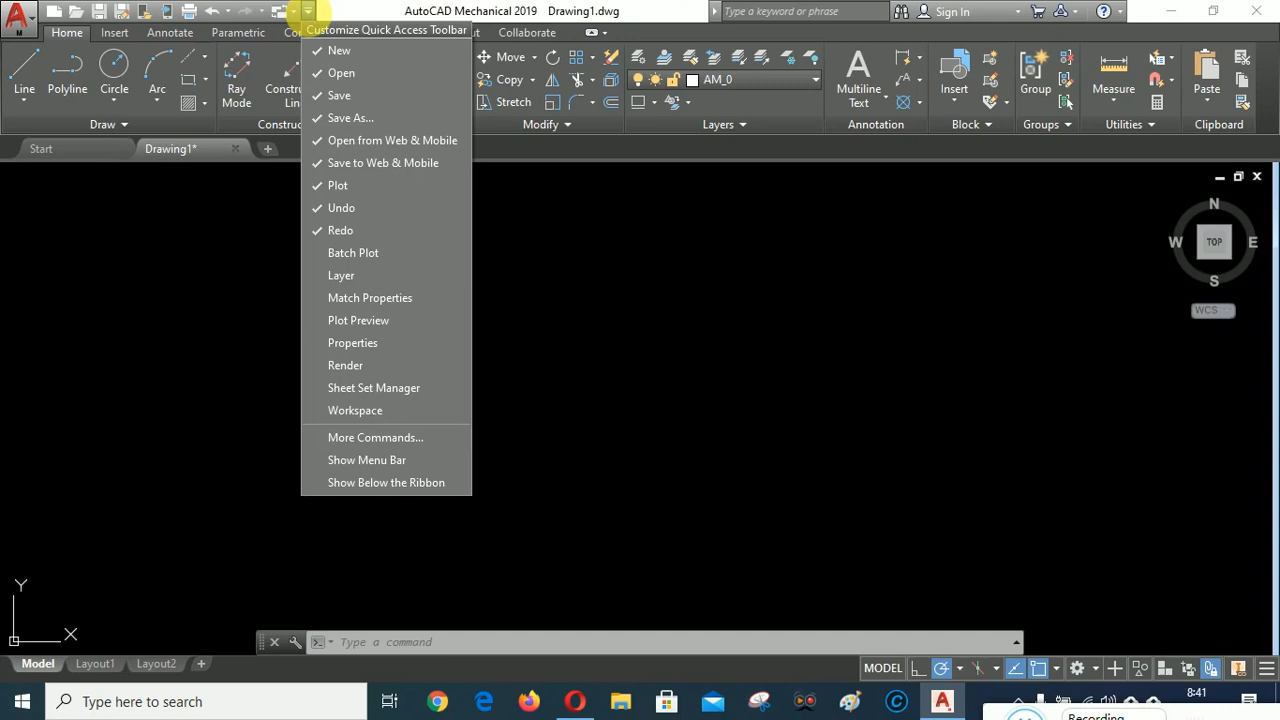 AutoCAD Mechanical 2019 Drawing1.dwg
Type a keyword or phrase
Sign In
Home Insert Annotate Parametric Collaborate
Customize Quick Access Toolbar
New
Open
Save
Save As...
Open from Web & Mobile
Save to Web & Mobile
Plot
Undo
Redo
Batch Plot
Layer
Match Properties
Plot Preview
Properties
Render
Sheet Set Manager
Workspace
More Commands...
Show Menu Bar
Show Below the Ribbon
Line
Polyline
Circle
Arc
Draw
Ray
Mode
Move
Copy
Stretch
Modify
AM_0
Layers
Multiline
Text
Annotation
Insert
Block
Group
Groups
Measure
Utilities
Paste
Clipboard
Start
Drawing1*
N
W TOP E
S
WCS
Y
X
Type a command
Model Layout1 Layout2
MODEL
Type here to search
8:41
Recording